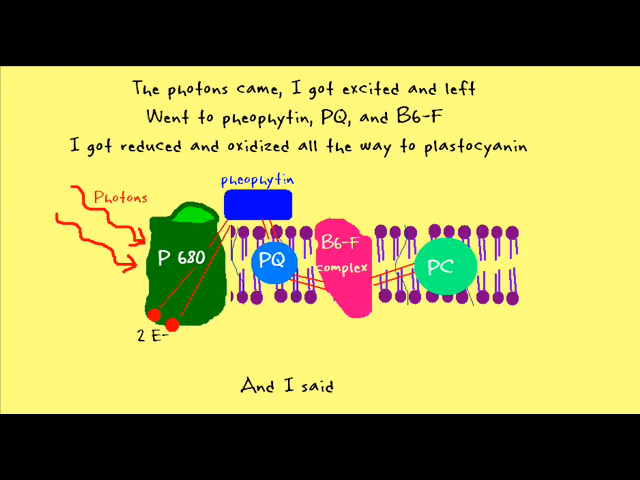 The photons came, I got excited and left
Went to pheophytin, PQ, and B6-F
I got reduced and oxidized all the way to plastocyanin
pheophytin
Photons
P 680
PQ
B6-F
complex
PC
2 E-
And I said